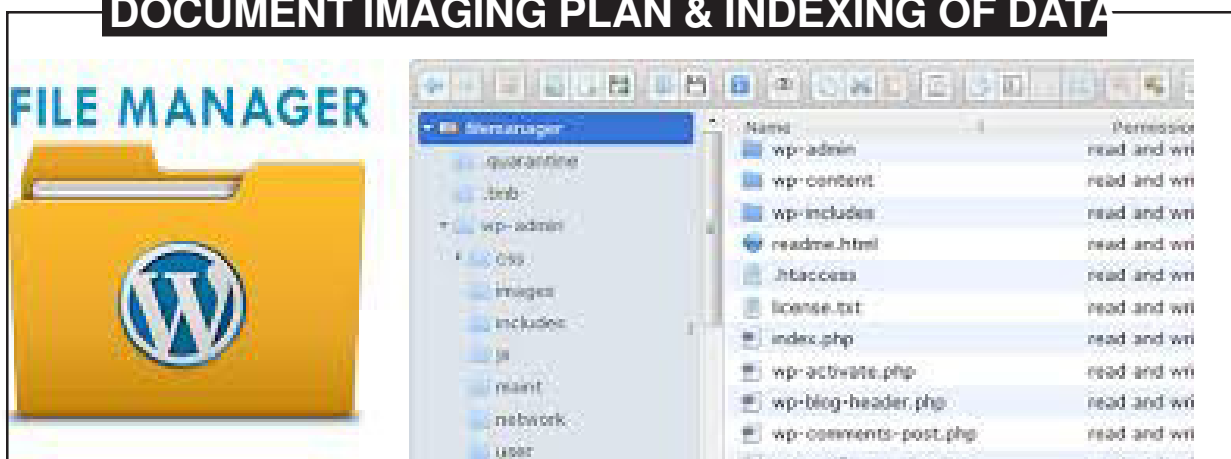 DOCUMENT IMAGING PLAN & INDEXING OF DATA
FILE MANAGER
filemanager
.quarantine
.tmb
wp-admin
css
images
includes
js
maint
network
user
Name Permission
wp-admin read and wri
wp-content read and wri
wp-includes read and wri
readme.html read and wri
.htaccess read and wri
license.txt read and wri
index.php read and wri
wp-activate.php read and wri
wp-blog-header.php read and wri
wp-comments-post.php read and wri